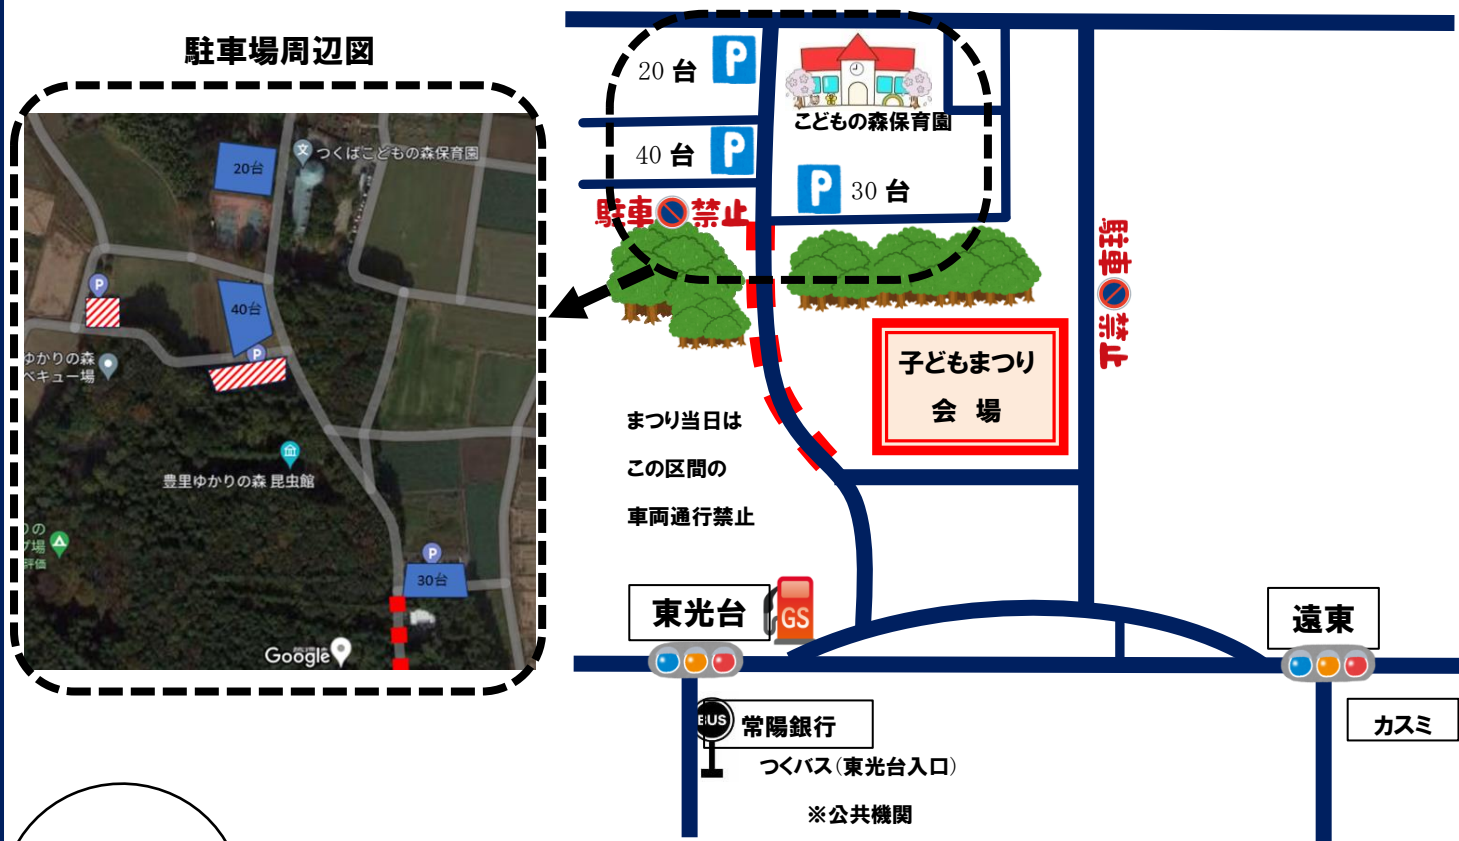 駐車場周辺図
20台
つくばこどもの森保育園
P
40台
P
ゆかりの森
ベキュー場
豊里ゆかりの森 昆虫館
りの
プ場
評価
P
30台
Google
20 台
P
こどもの森保育園
40 台
P
P
30 台
駐車禁止
駐車禁止
子どもまつり
会 場
まつり当日は
この区間の
車両通行禁止
東光台
GS
遠東
BUS
常陽銀行
カスミ
つくバス(東光台入口)
※公共機関